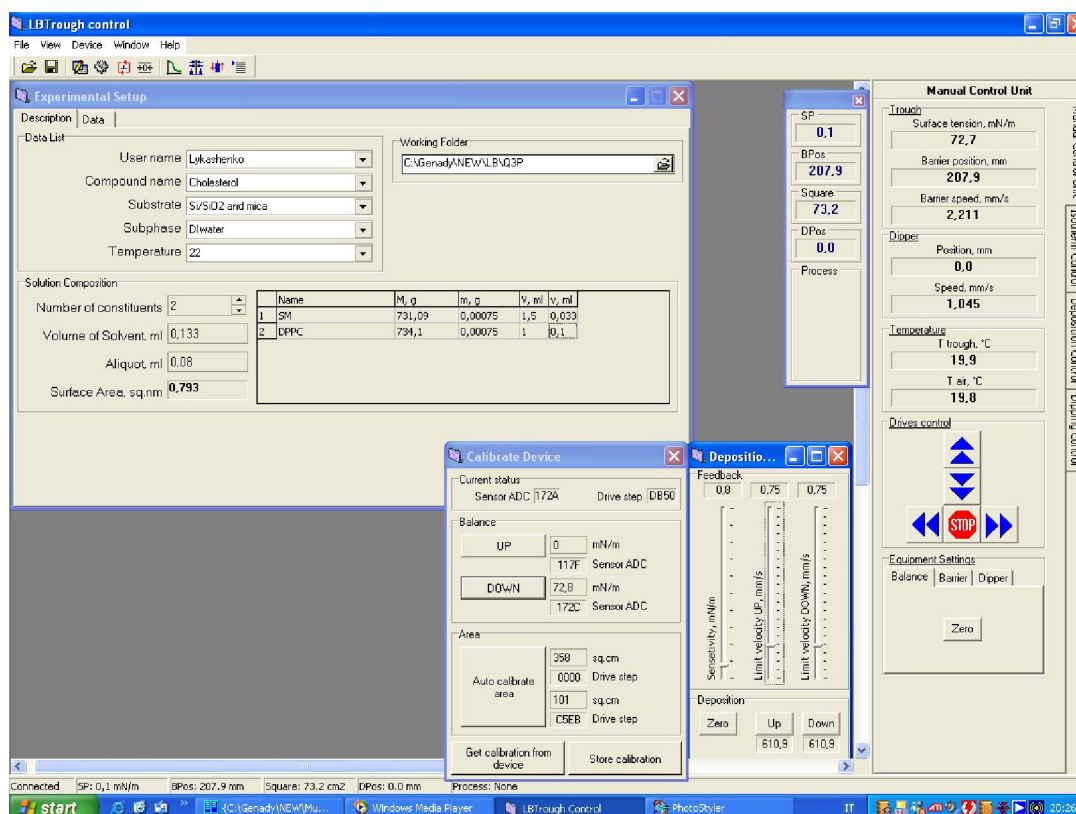 LBTrough control
File View Device Window Help
Experimental Setup
Description Data
Data List
User name Lykashenko
Compound name Cholesterol
Substrate Si/SiO2 and mica
Subphase DIwater
Temperature 22
Working Folder
C:\Genady\NEW\LB\Q3P
Solution Composition
Number of constituents 2
Volume of Solvent, ml 0,133
Aliquot, ml 0,08
Surface Area, sq.nm 0,793
Name M, g m, g V, ml v, ml
1 SM 731,09 0,00075 1,5 0,033
2 DPPC 734,1 0,00075 1 0,1
SP
0,1
BPos
207,9
Square
73,2
DPos
0,0
Process
Manual Control Unit
Trough
Surface tension, mN/m
72,7
Barrier position, mm
207,9
Barrier speed, mm/s
2,211
Dipper
Position, mm
0,0
Speed, mm/s
1,045
Temperature
T trough, °C
19,9
T air, °C
19,8
Drives control
STOP
Equipment Settings
Balance Barrier Dipper
Zero
Isotherm Control
Deposition Control
Dipping Control
Calibrate Device
Current status
Sensor ADC 172A Drive step DB50
Balance
UP 0 mN/m
117F Sensor ADC
DOWN 72,8 mN/m
172C Sensor ADC
Area
Auto calibrate area
358 sq.cm
0000 Drive step
101 sq.cm
C5EB Drive step
Get calibration from device
Store calibration
Depositio...
Feedback
0,8 0,75 0,75
Sensetivity, mN/m
Limit velocity UP, mm/s
Limit velocity DOWN, mm/s
Deposition
Zero Up Down
610,9 610,9
Connected SP: 0,1 mN/m BPos: 207.9 mm Square: 73.2 cm2 DPos: 0.0 mm Process: None
start {C:\Genady\NEW\Mu... Windows Media Player LBTrough Control PhotoStyler IT 20:26